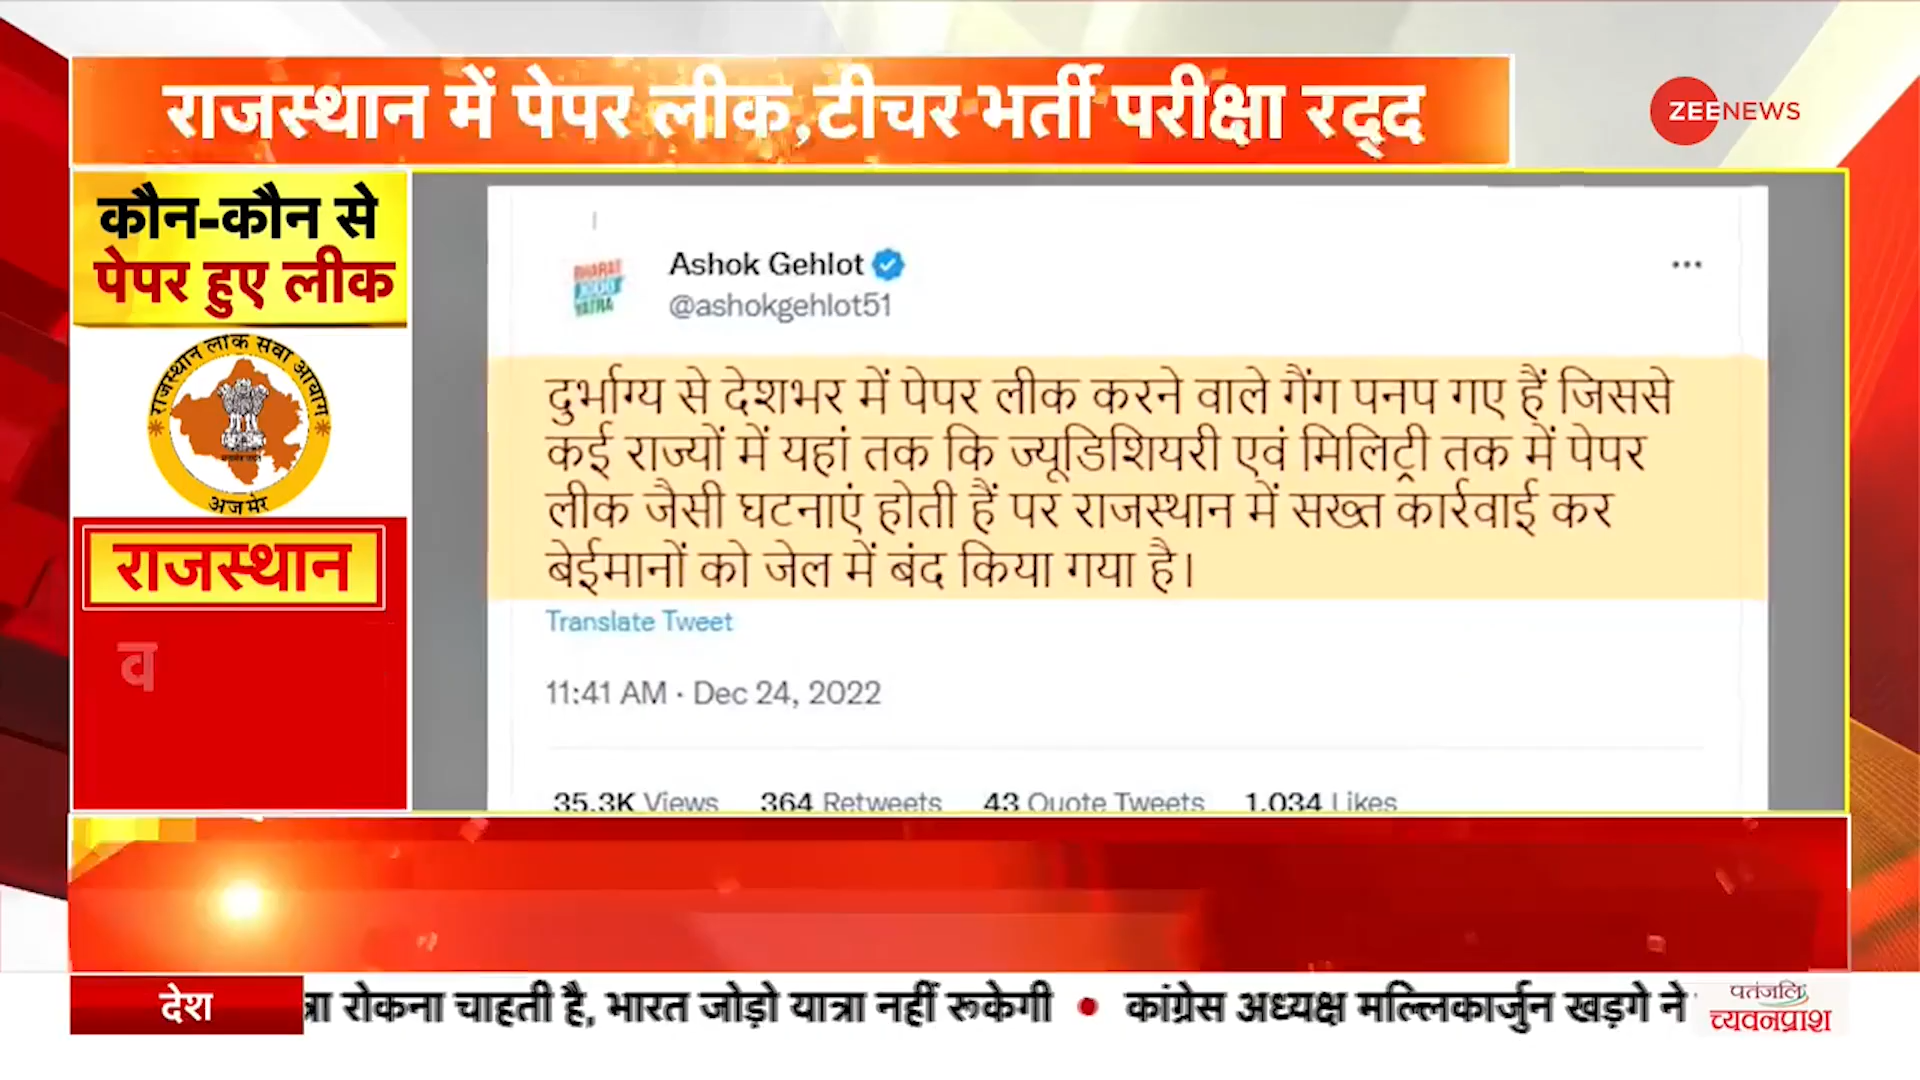 राजस्थान में पेपर लीक,टीचर भर्ती परीक्षा रद्द
ZEENEWS
कौन-कौन से
पेपर हुए लीक
राजस्थान लोक सेवा आयोग
अजमेर
राजस्थान
व
BHARAT
JODO
YATRA
Ashok Gehlot
@ashokgehlot51
दुर्भाग्य से देशभर में पेपर लीक करने वाले गैंग पनप गए हैं जिससे
कई राज्यों में यहां तक कि ज्यूडिशियरी एवं मिलिट्री तक में पेपर
लीक जैसी घटनाएं होती हैं पर राजस्थान में सख्त कार्रवाई कर
बेईमानों को जेल में बंद किया गया है।
Translate Tweet
11:41 AM · Dec 24, 2022
35.3K Views 364 Retweets 43 Quote Tweets 1,034 Likes
देश
त्रा रोकना चाहती है, भारत जोड़ो यात्रा नहीं रूकेगी • कांग्रेस अध्यक्ष मल्लिकार्जुन खड़गे ने
पतंजलि
च्यवनप्राश